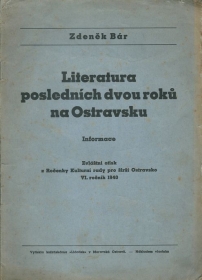 Zdeněk Bár
Literatura
posledních dvou roků
na Ostravsku
Informace
Zvláštní otisk
z Ročenky Kulturní rady pro širší Ostravsko
VI. ročník 1943